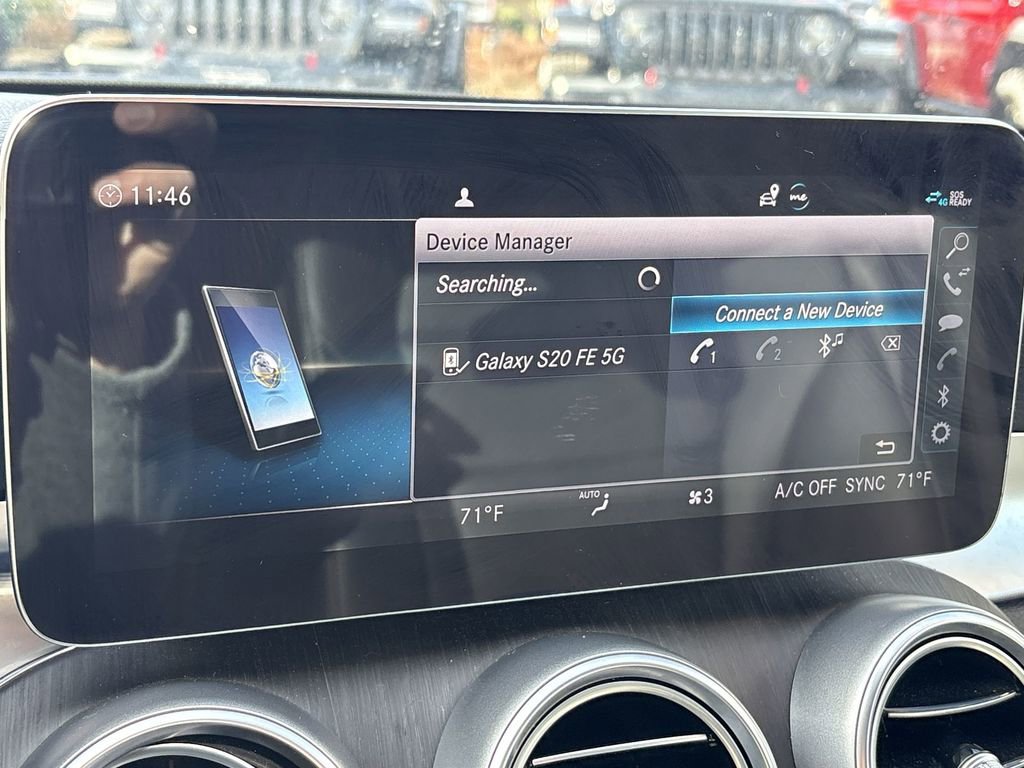 11:46
me
4G
SOS
READY
Device Manager
Searching...
Connect a New Device
Galaxy S20 FE 5G
1
2
71°F
AUTO
3
A/C OFF SYNC 71°F